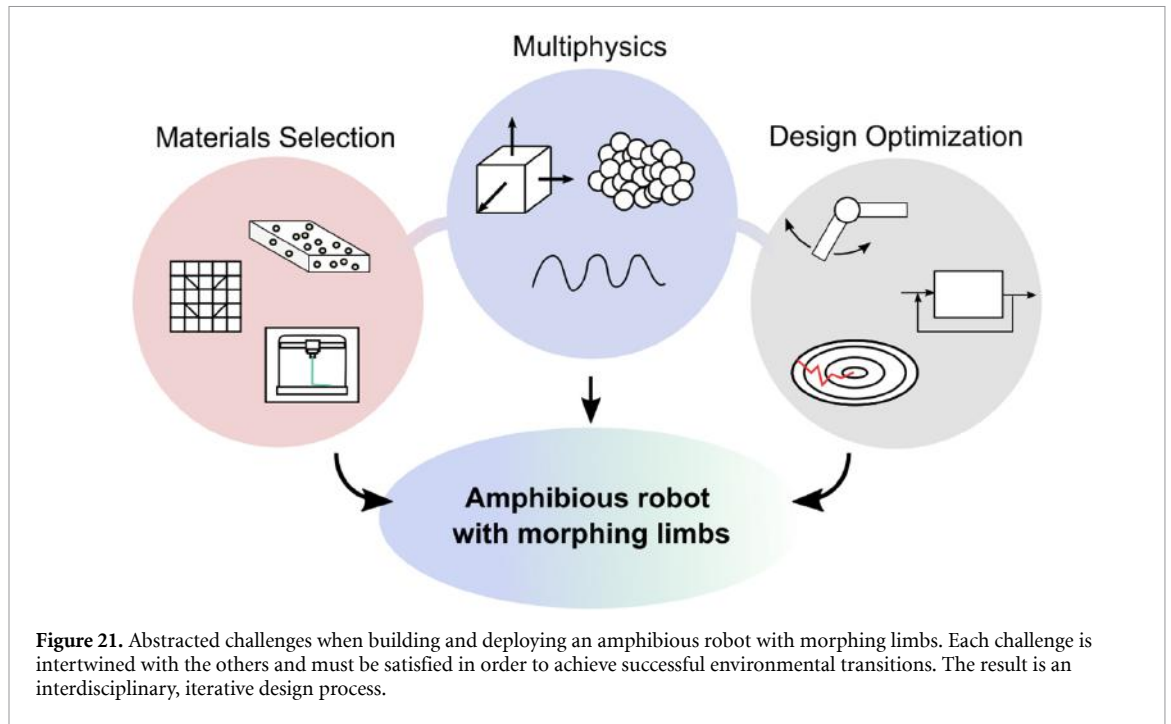 Multiphysics
Materials Selection
Design Optimization
Amphibious robot
with morphing limbs
Figure 21. Abstracted challenges when building and deploying an amphibious robot with morphing limbs. Each challenge is
intertwined with the others and must be satisfied in order to achieve successful environmental transitions. The result is an
interdisciplinary, iterative design process.